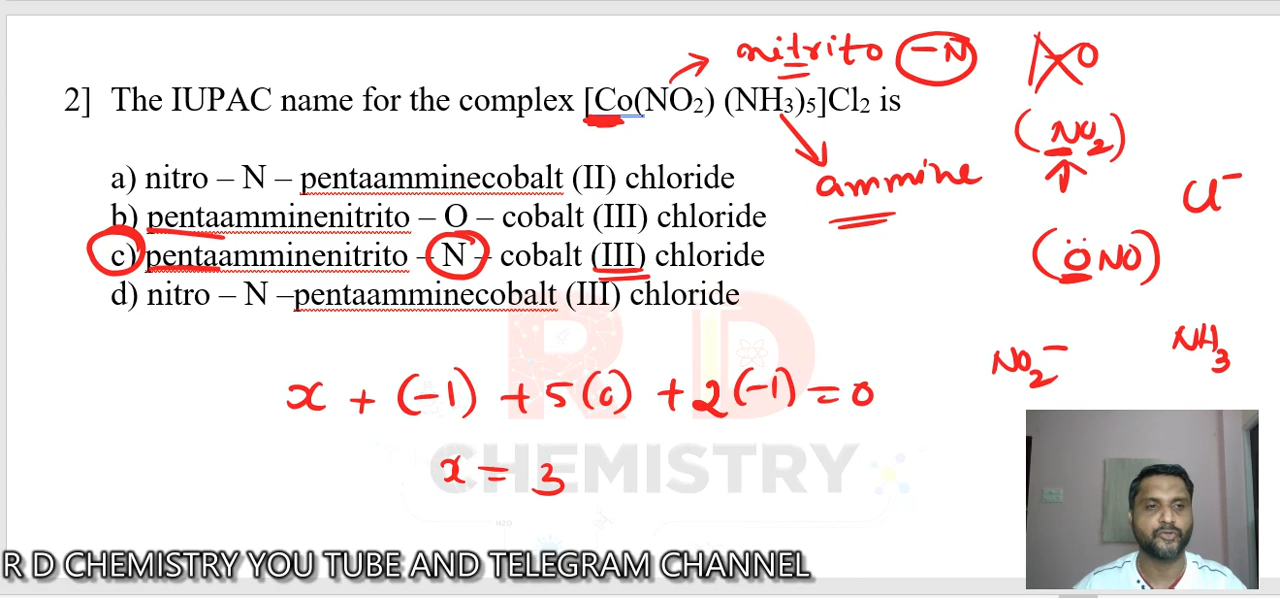 nitrito -N
2] The IUPAC name for the complex [Co(NO2) (NH3)5]Cl2 is
(NO2)
a) nitro – N – pentaamminecobalt (II) chloride
ammine
Cl-
b) pentaamminenitrito – O – cobalt (III) chloride
c) pentaamminenitrito – N – cobalt (III) chloride
(ONO)
d) nitro – N –pentaamminecobalt (III) chloride
R D
NO2- NH3
x + (-1) + 5(0) + 2(-1) = 0
CHEMISTRY
x = 3
H2O
R D CHEMISTRY YOU TUBE AND TELEGRAM CHANNEL